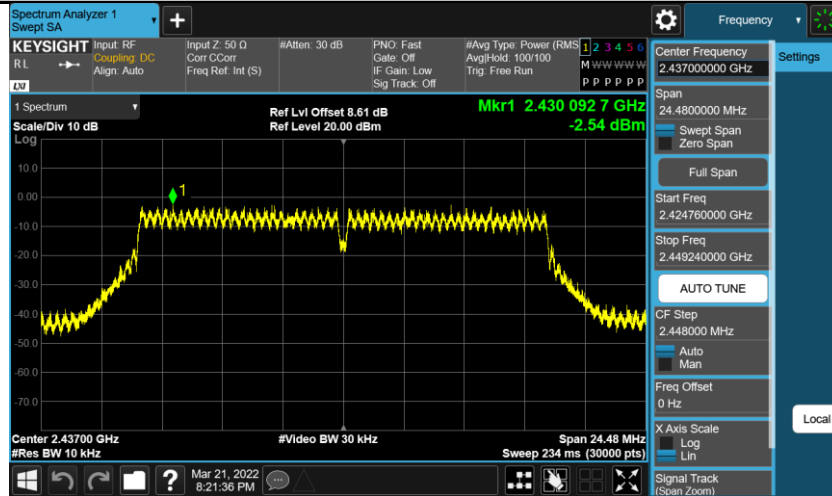 Spectrum Analyzer 1
Swept SA
+
Frequency
KEYSIGHT
RL
LXI
Input: RF
Coupling: DC
Align: Auto
Input Z: 50 Ω
Corr CCorr
Freq Ref: Int (S)
#Atten: 30 dB
PNO: Fast
Gate: Off
IF Gain: Low
Sig Track: Off
#Avg Type: Power (RMS
Avg|Hold: 100/100
Trig: Free Run
1 2 3 4 5 6
M W W W W W
P P P P P P
1 Spectrum
Scale/Div 10 dB
Log
Ref Lvl Offset 8.61 dB
Ref Level 20.00 dBm
Mkr1 2.430 092 7 GHz
-2.54 dBm
10.0
0.00
-10.0
-20.0
-30.0
-40.0
-50.0
-60.0
-70.0
1
Center 2.43700 GHz
#Res BW 10 kHz
#Video BW 30 kHz
Span 24.48 MHz
Sweep 234 ms (30000 pts)
?
Mar 21, 2022
8:21:36 PM
Center Frequency
2.437000000 GHz
Span
24.4800000 MHz
Swept Span
Zero Span
Full Span
Start Freq
2.424760000 GHz
Stop Freq
2.449240000 GHz
AUTO TUNE
CF Step
2.448000 MHz
Auto
Man
Freq Offset
0 Hz
X Axis Scale
Log
Lin
Signal Track
(Span Zoom)
Settings
Local